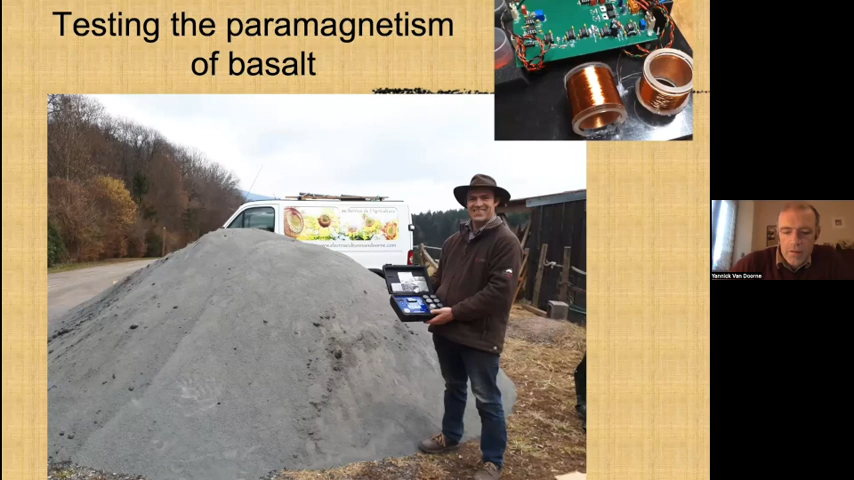 Testing the paramagnetism
of basalt
Yannick Van Doorne